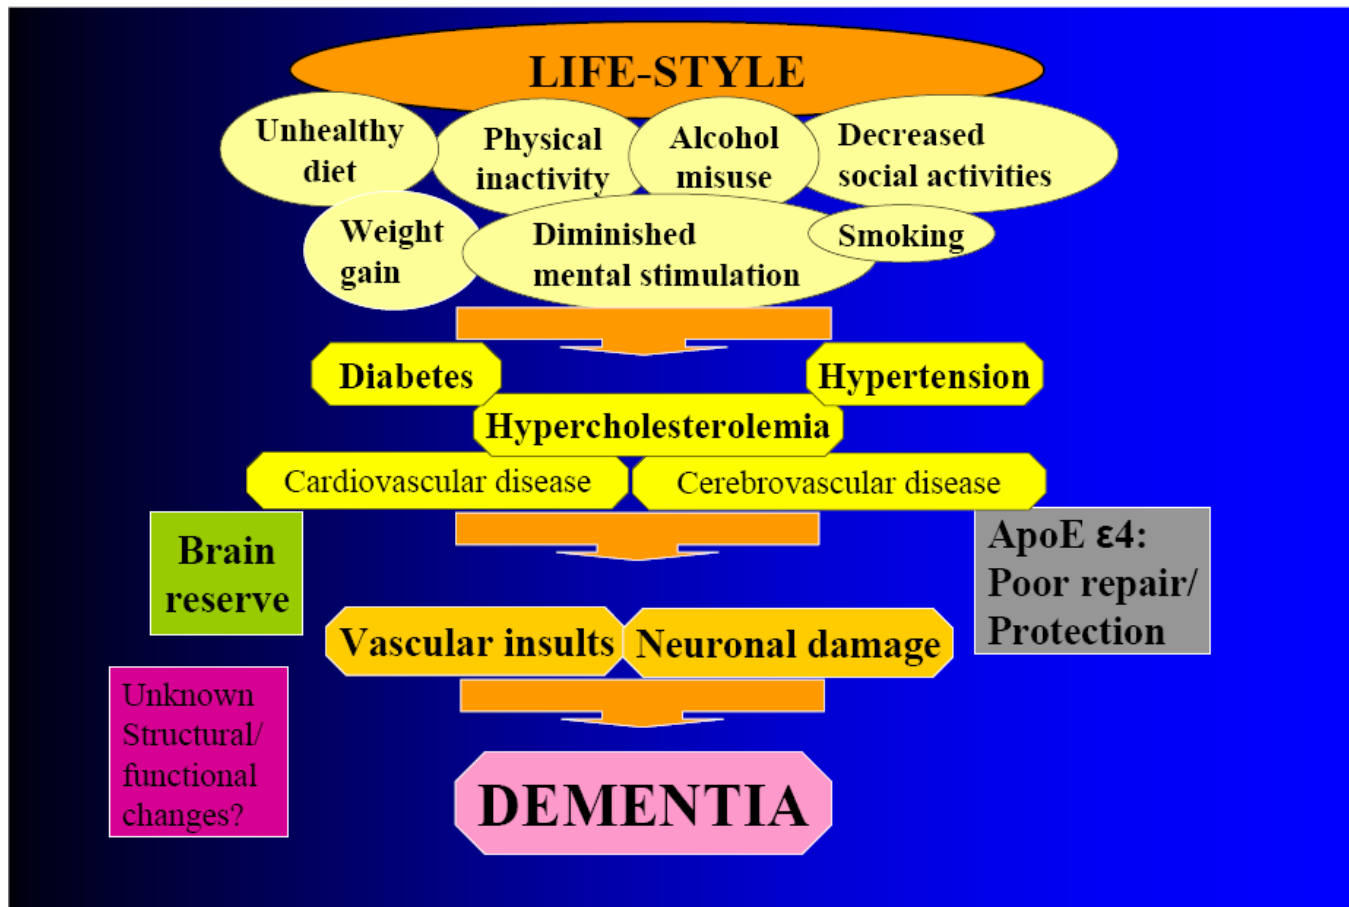 LIFE-STYLE
Unhealthy
diet
Physical
inactivity
Alcohol
misuse
Decreased
social activities
Weight
gain
Diminished
mental stimulation
Smoking
Diabetes
Hypertension
Hypercholesterolemia
Cardiovascular disease
Cerebrovascular disease
Brain
reserve
ApoE ε4:
Poor repair/
Protection
Vascular insults
Neuronal damage
Unknown
Structural/
functional
changes?
DEMENTIA